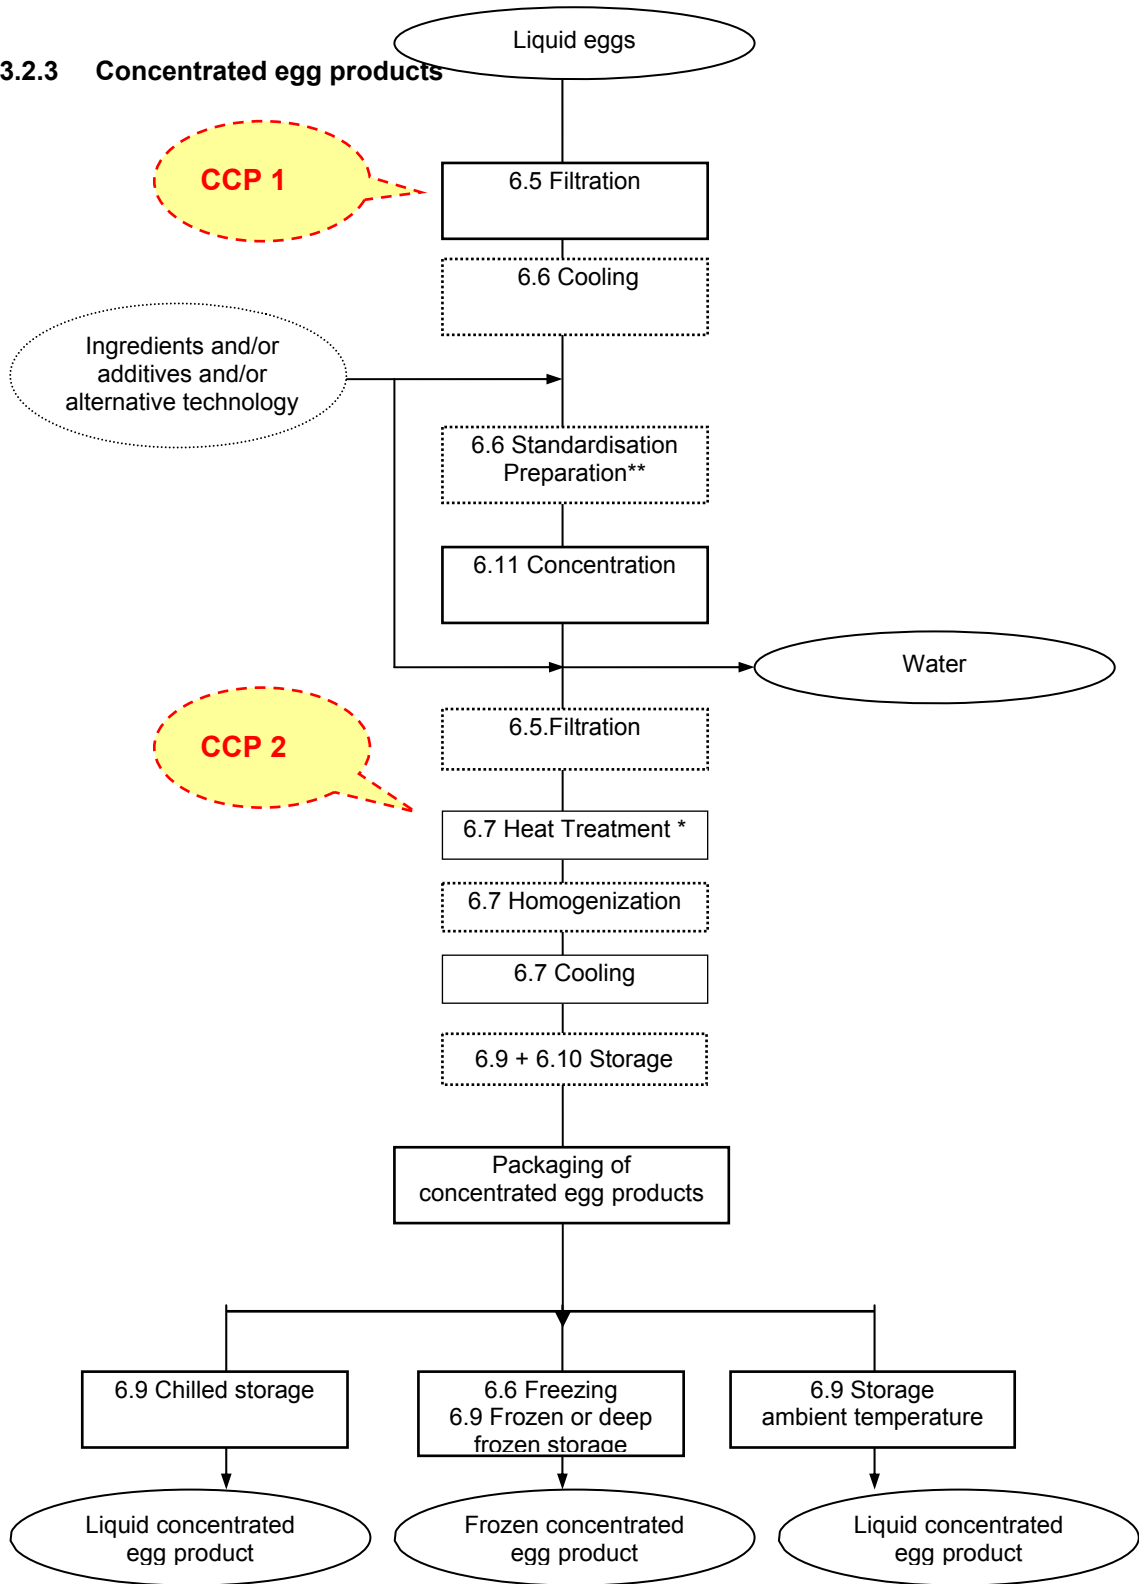 Liquid eggs
3.2.3 Concentrated egg products
CCP 1
6.5 Filtration
6.6 Cooling
Ingredients and/or
additives and/or
alternative technology
6.6 Standardisation
Preparation**
6.11 Concentration
Water
6.5.Filtration
CCP 2
6.7 Heat Treatment *
6.7 Homogenization
6.7 Cooling
6.9 + 6.10 Storage
Packaging of
concentrated egg products
6.9 Chilled storage
6.6 Freezing
6.9 Frozen or deep
frozen storage
6.9 Storage
ambient temperature
Liquid concentrated
egg product
Frozen concentrated
egg product
Liquid concentrated
egg product